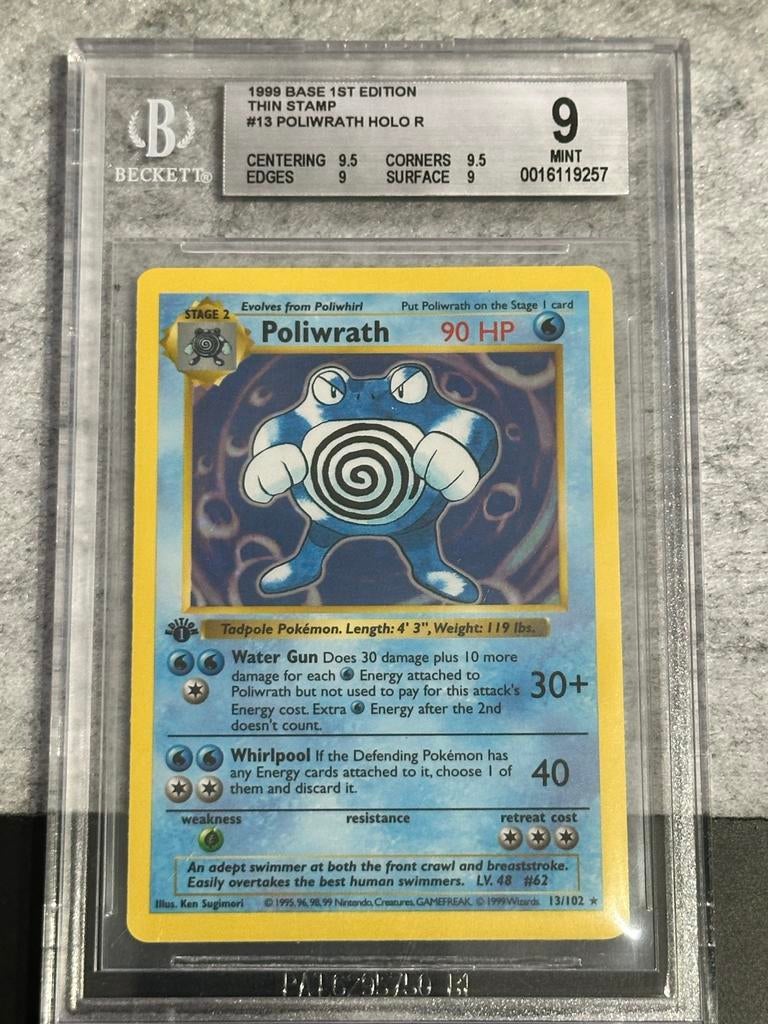 1999 BASE 1ST EDITION
THIN STAMP
#13 POLIWRATH HOLO R
9
MINT
CENTERING 9.5 CORNERS 9.5
EDGES 9 SURFACE 9
0016119257
B
BECKETT®
Evolves from Poliwhirl Put Poliwrath on the Stage 1 card
STAGE 2
Poliwrath 90 HP
EDITION
1
Tadpole Pokémon. Length: 4' 3", Weight: 119 lbs.
Water Gun Does 30 damage plus 10 more
damage for each Energy attached to
Poliwrath but not used to pay for this attack's
Energy cost. Extra Energy after the 2nd
doesn't count.
30+
Whirlpool If the Defending Pokémon has
any Energy cards attached to it, choose 1 of
them and discard it.
40
weakness resistance retreat cost
An adept swimmer at both the front crawl and breaststroke.
Easily overtakes the best human swimmers. LV. 48 #62
Illus. Ken Sugimori © 1995, 96, 98, 99 Nintendo, Creatures, GAMEFREAK. © 1999 Wizards. 13/102 ★